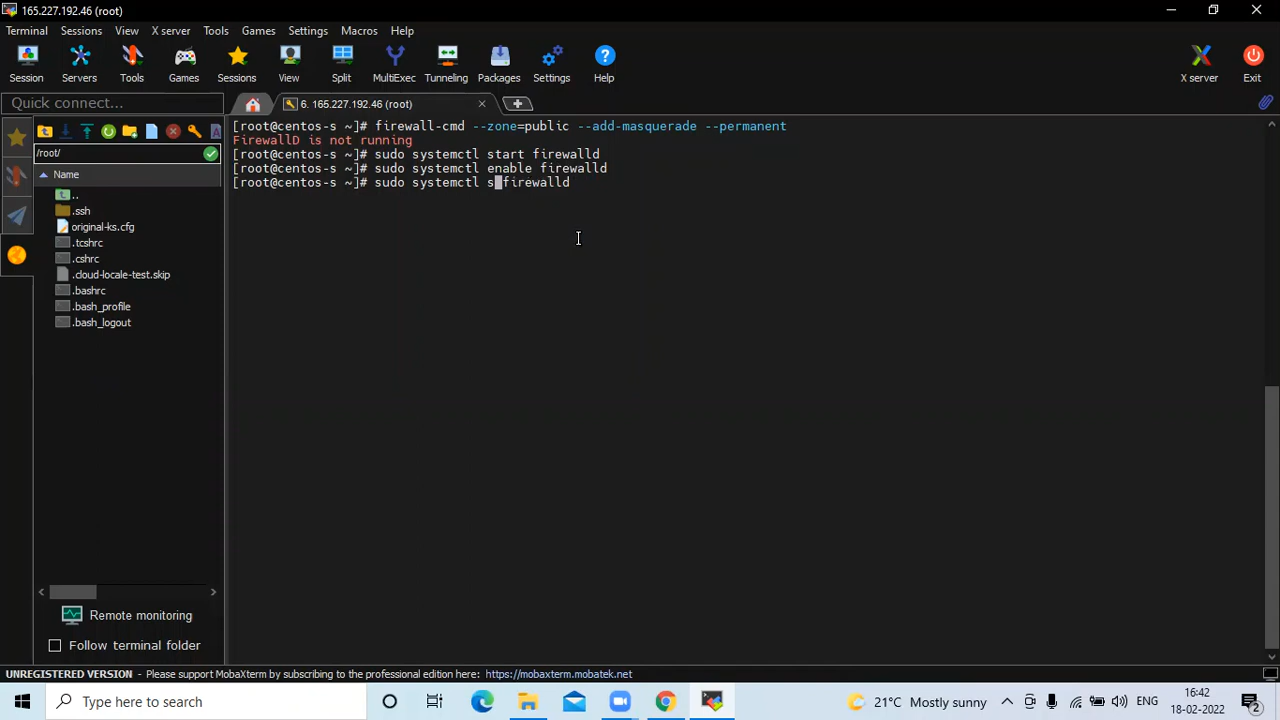 165.227.192.46 (root)
Terminal Sessions View X server Tools Games Settings Macros Help
Session Servers Tools Games Sessions View Split MultiExec Tunneling Packages Settings Help X server Exit
Quick connect...
6. 165.227.192.46 (root)
/root/
Name
..
.ssh
original-ks.cfg
.tcshrc
.cshrc
.cloud-locale-test.skip
.bashrc
.bash_profile
.bash_logout
Remote monitoring
Follow terminal folder
[root@centos-s ~]# firewall-cmd --zone=public --add-masquerade --permanent
FirewallD is not running
[root@centos-s ~]# sudo systemctl start firewalld
[root@centos-s ~]# sudo systemctl enable firewalld
[root@centos-s ~]# sudo systemctl s firewalld
UNREGISTERED VERSION - Please support MobaXterm by subscribing to the professional edition here: https://mobaxterm.mobatek.net
Type here to search
21°C Mostly sunny
ENG
16:42
18-02-2022
2